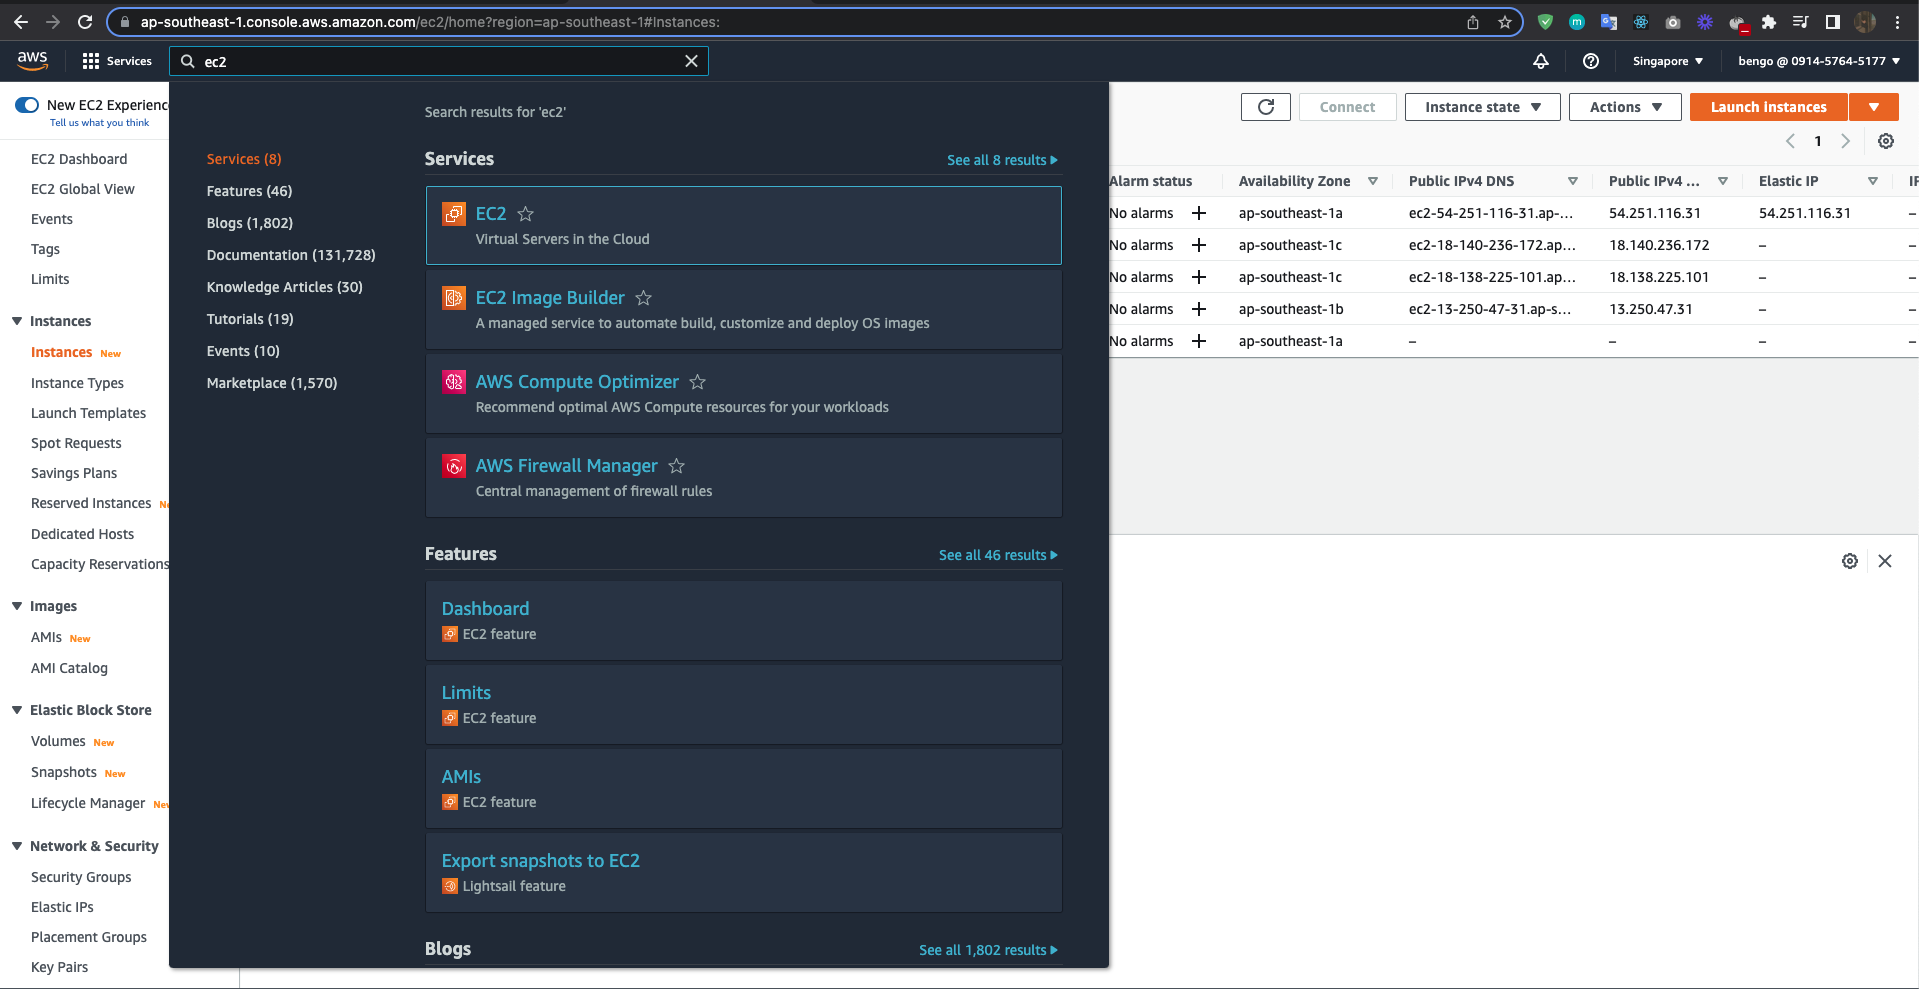 ap-southeast-1.console.aws.amazon.com/ec2/home?region=ap-southeast-1#Instances:
aws
Services
ec2
Singapore
bengo @ 0914-5764-5177
New EC2 Experience
Tell us what you think
EC2 Dashboard
EC2 Global View
Events
Tags
Limits
Instances
Instances New
Instance Types
Launch Templates
Spot Requests
Savings Plans
Reserved Instances
Dedicated Hosts
Capacity Reservations
Images
AMIs New
AMI Catalog
Elastic Block Store
Volumes New
Snapshots New
Lifecycle Manager New
Network & Security
Security Groups
Elastic IPs
Placement Groups
Key Pairs
Search results for 'ec2'
Services (8)
Features (46)
Blogs (1,802)
Documentation (131,728)
Knowledge Articles (30)
Tutorials (19)
Events (10)
Marketplace (1,570)
Services
See all 8 results
EC2
Virtual Servers in the Cloud
EC2 Image Builder
A managed service to automate build, customize and deploy OS images
AWS Compute Optimizer
Recommend optimal AWS Compute resources for your workloads
AWS Firewall Manager
Central management of firewall rules
Features
See all 46 results
Dashboard
EC2 feature
Limits
EC2 feature
AMIs
EC2 feature
Export snapshots to EC2
Lightsail feature
Blogs
See all 1,802 results
Connect
Instance state
Actions
Launch instances
1
Alarm status Availability Zone Public IPv4 DNS Public IPv4 ... Elastic IP
No alarms + ap-southeast-1a ec2-54-251-116-31.ap-... 54.251.116.31 54.251.116.31 –
No alarms + ap-southeast-1c ec2-18-140-236-172.ap... 18.140.236.172 – –
No alarms + ap-southeast-1c ec2-18-138-225-101.ap... 18.138.225.101 – –
No alarms + ap-southeast-1b ec2-13-250-47-31.ap-s... 13.250.47.31 – –
No alarms + ap-southeast-1a – – – –